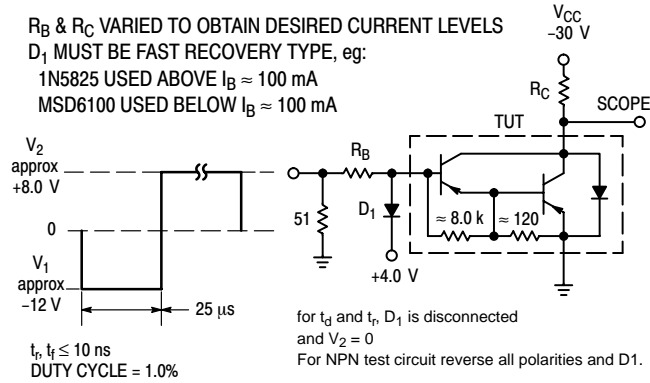 R_B & R_C VARIED TO OBTAIN DESIRED CURRENT LEVELS
D_1 MUST BE FAST RECOVERY TYPE, eg:
1N5825 USED ABOVE I_B ≈ 100 mA
MSD6100 USED BELOW I_B ≈ 100 mA
V_CC
−30 V
R_C
SCOPE
TUT
V_2
approx
+8.0 V
0
V_1
approx
−12 V
25 μs
t_r, t_f ≤ 10 ns
DUTY CYCLE = 1.0%
51
R_B
D_1
+4.0 V
≈ 8.0 k
≈ 120
for t_d and t_r, D_1 is disconnected
and V_2 = 0
For NPN test circuit reverse all polarities and D1.